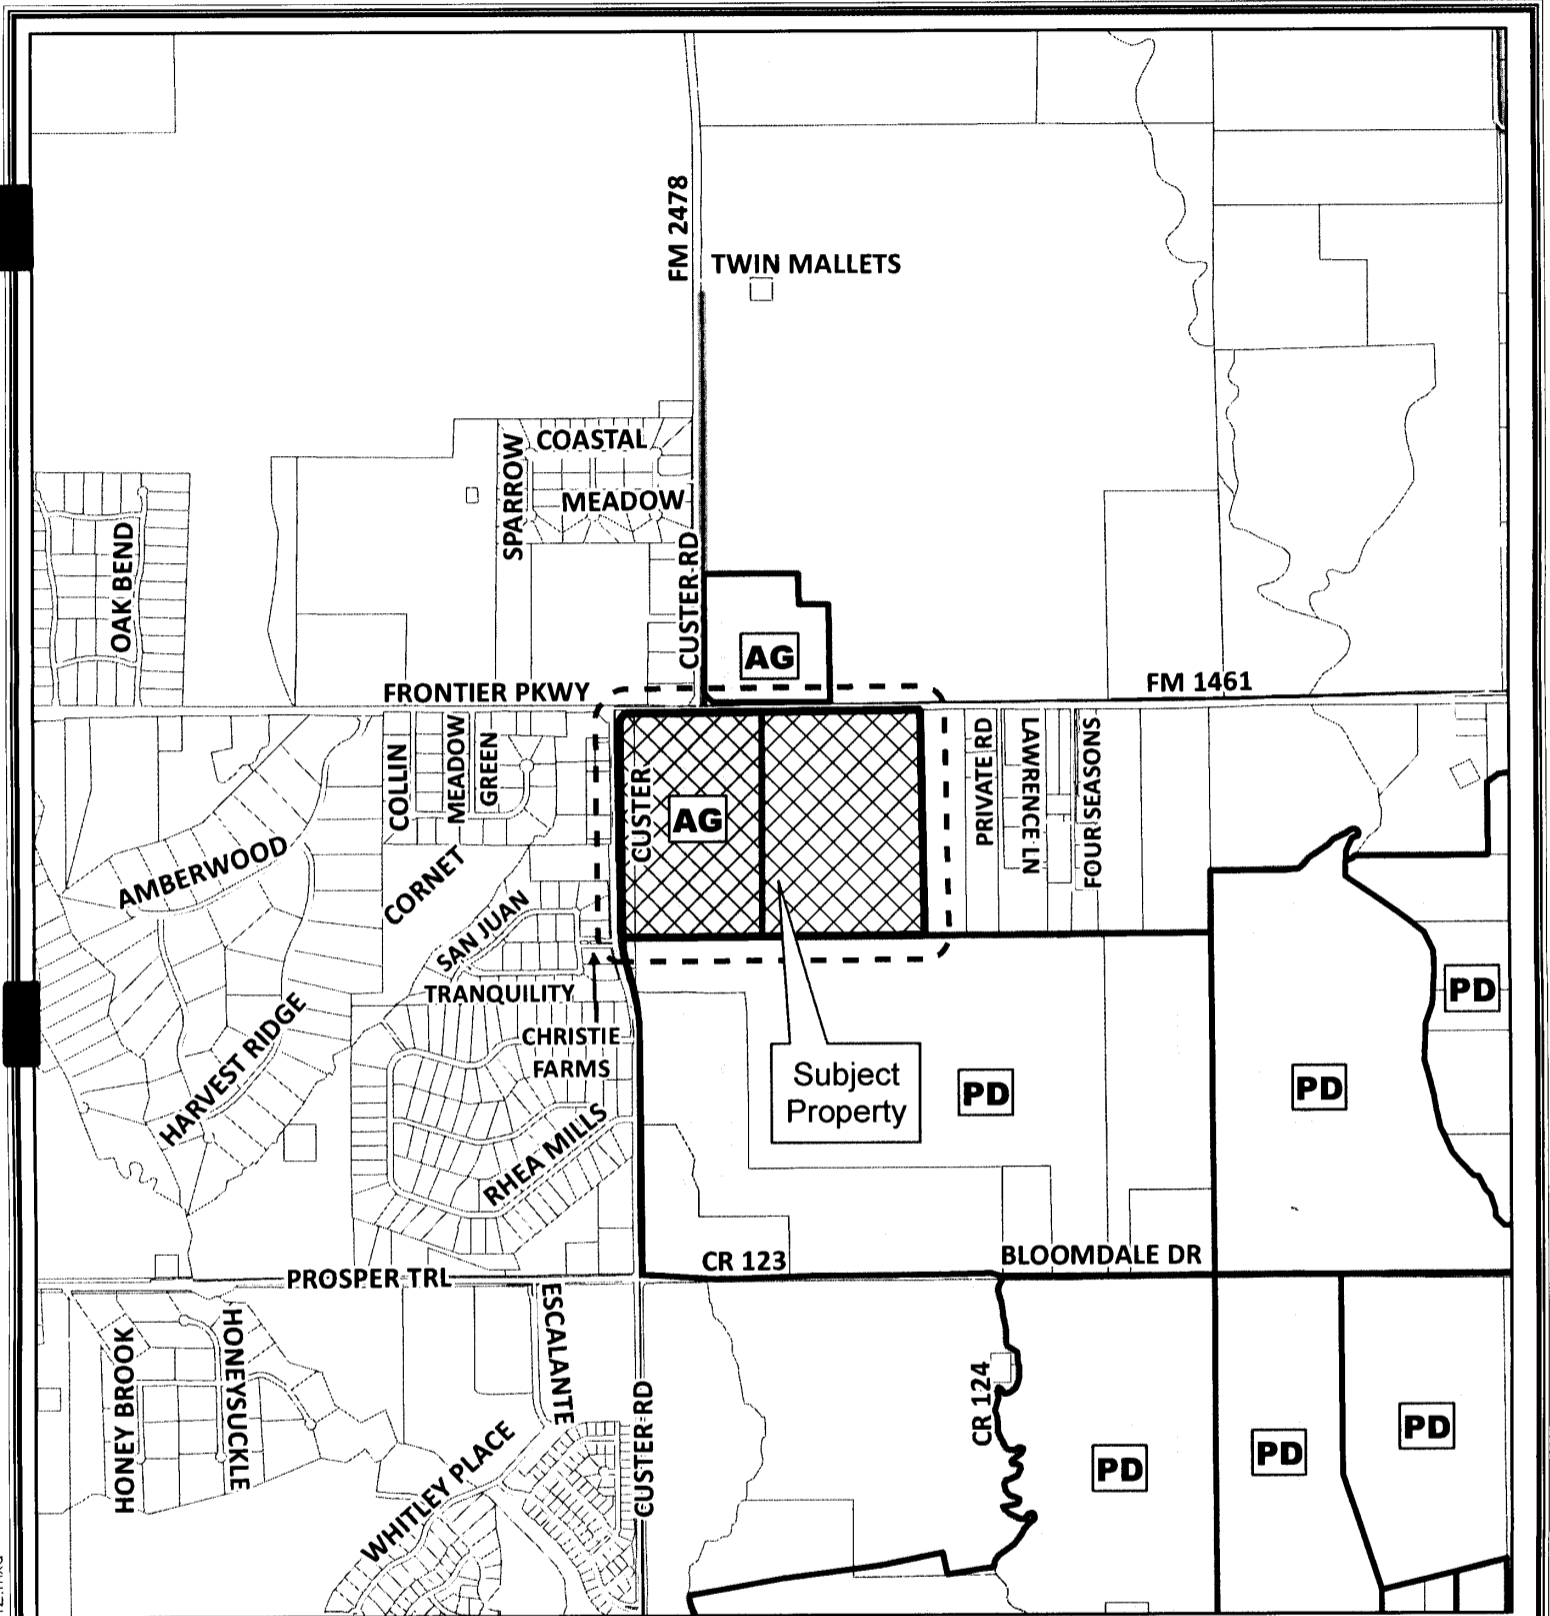 FM 2478
TWIN MALLETS
COASTAL
SPARROW
MEADOW
OAK BEND
CUSTER RD
AG
FRONTIER PKWY
FM 1461
COLLIN
MEADOW
GREEN
CUSTER
AG
PRIVATE RD
LAWRENCE LN
FOUR SEASONS
AMBERWOOD
CORNET
SAN JUAN
TRANQUILITY
PD
HARVEST RIDGE
CHRISTIE
FARMS
Subject
Property
PD
PD
RHEA MILLS
CR 123
BLOOMDALE DR
PROSPER TRL
ESCALANTE
HONEY BROOK
HONEYSUCKLE
CUSTER RD
CR 124
WHITLEY PLACE
PD
PD
PD